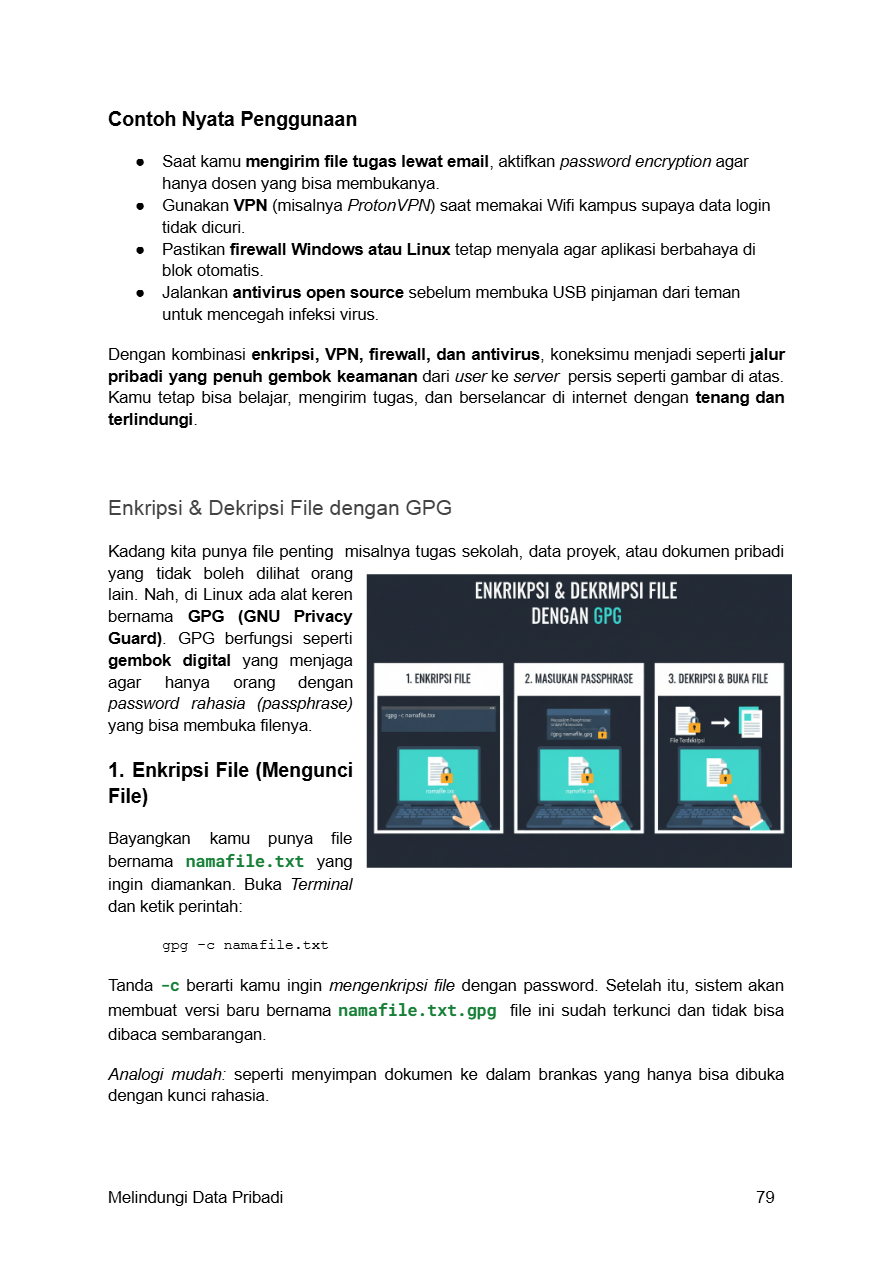 Contoh Nyata Penggunaan
● Saat kamu mengirim file tugas lewat email, aktifkan password encryption agar
hanya dosen yang bisa membukanya.
● Gunakan VPN (misalnya ProtonVPN) saat memakai Wifi kampus supaya data login
tidak dicuri.
● Pastikan firewall Windows atau Linux tetap menyala agar aplikasi berbahaya di
blok otomatis.
● Jalankan antivirus open source sebelum membuka USB pinjaman dari teman
untuk mencegah infeksi virus.
Dengan kombinasi enkripsi, VPN, firewall, dan antivirus, koneksimu menjadi seperti jalur
pribadi yang penuh gembok keamanan dari user ke server persis seperti gambar di atas.
Kamu tetap bisa belajar, mengirim tugas, dan berselancar di internet dengan tenang dan
terlindungi.
Enkripsi & Dekripsi File dengan GPG
Kadang kita punya file penting misalnya tugas sekolah, data proyek, atau dokumen pribadi
yang tidak boleh dilihat orang
lain. Nah, di Linux ada alat keren
bernama GPG (GNU Privacy
Guard). GPG berfungsi seperti
gembok digital yang menjaga
agar hanya orang dengan
password rahasia (passphrase)
yang bisa membuka filenya.
ENKRIKPSI & DEKRMPSI FILE
DENGAN GPG
1. ENKRIPSI FILE
gpg -c namafile.txt
namafile.txt
2. MASIUKAN PASSPHRASE
namafile.gpg
namafile.txt
3. DEKRIPSI & BUKA FILE
1. Enkripsi File (Mengunci
File)
Bayangkan kamu punya file
bernama namafile.txt yang
ingin diamankan. Buka Terminal
dan ketik perintah:
gpg -c namafile.txt
Tanda -c berarti kamu ingin mengenkripsi file dengan password. Setelah itu, sistem akan
membuat versi baru bernama namafile.txt.gpg file ini sudah terkunci dan tidak bisa
dibaca sembarangan.
Analogi mudah: seperti menyimpan dokumen ke dalam brankas yang hanya bisa dibuka
dengan kunci rahasia.
Melindungi Data Pribadi 79